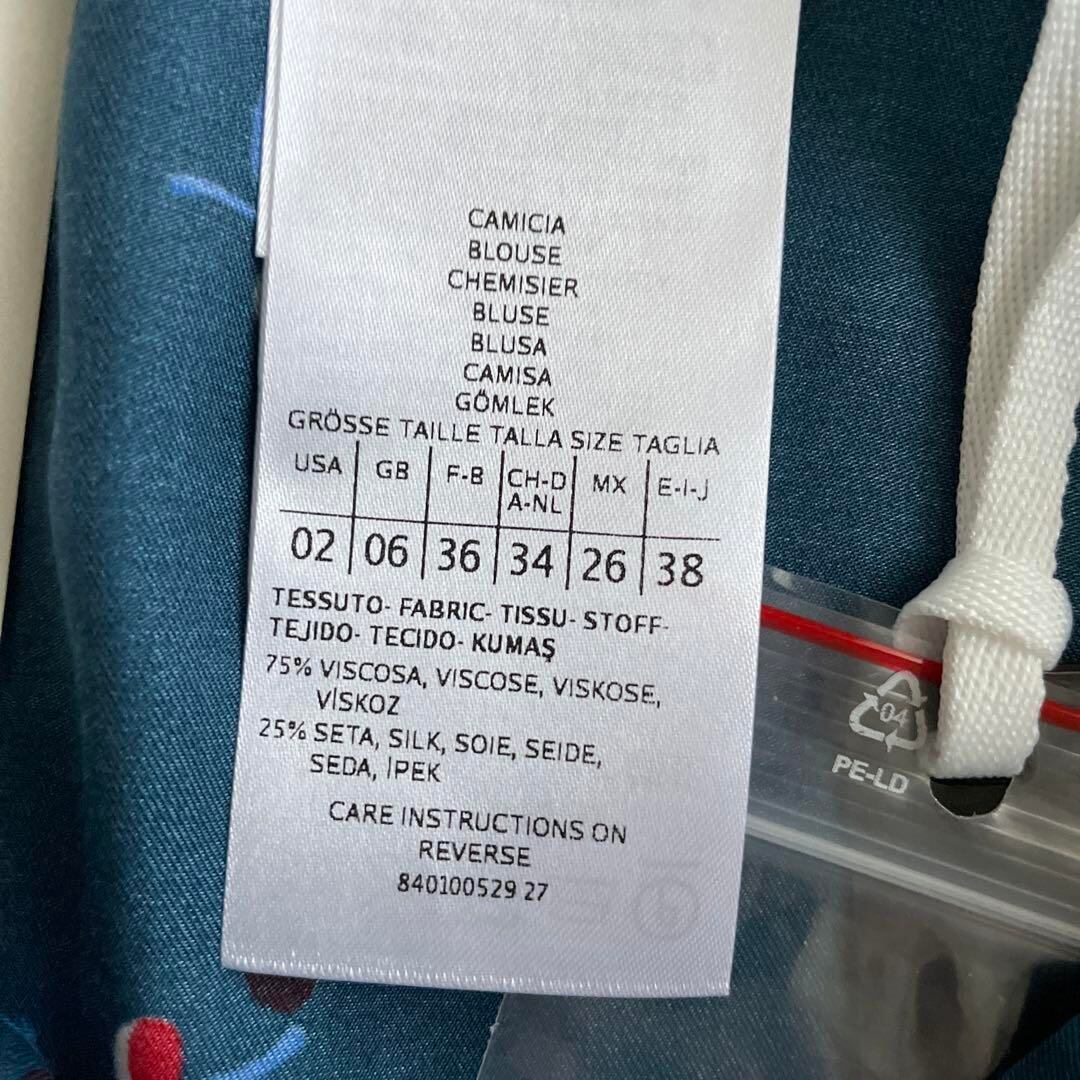 CAMICIA
BLOUSE
CHEMISIER
BLUSE
BLUSA
CAMISA
GÖMLEK
GRÖSSE TAILLE TALLA SIZE TAGLIA
USA GB F-B CH-D A-NL MX E-I-J
02 06 36 34 26 38
TESSUTO- FABRIC- TISSU- STOFF-
TEJIDO- TECIDO- KUMAŞ
75% VISCOSA, VISCOSE, VISKOSE,
VİSKOZ
25% SETA, SILK, SOIE, SEIDE,
SEDA, İPEK
CARE INSTRUCTIONS ON
REVERSE
840100529 27
04
PE-LD